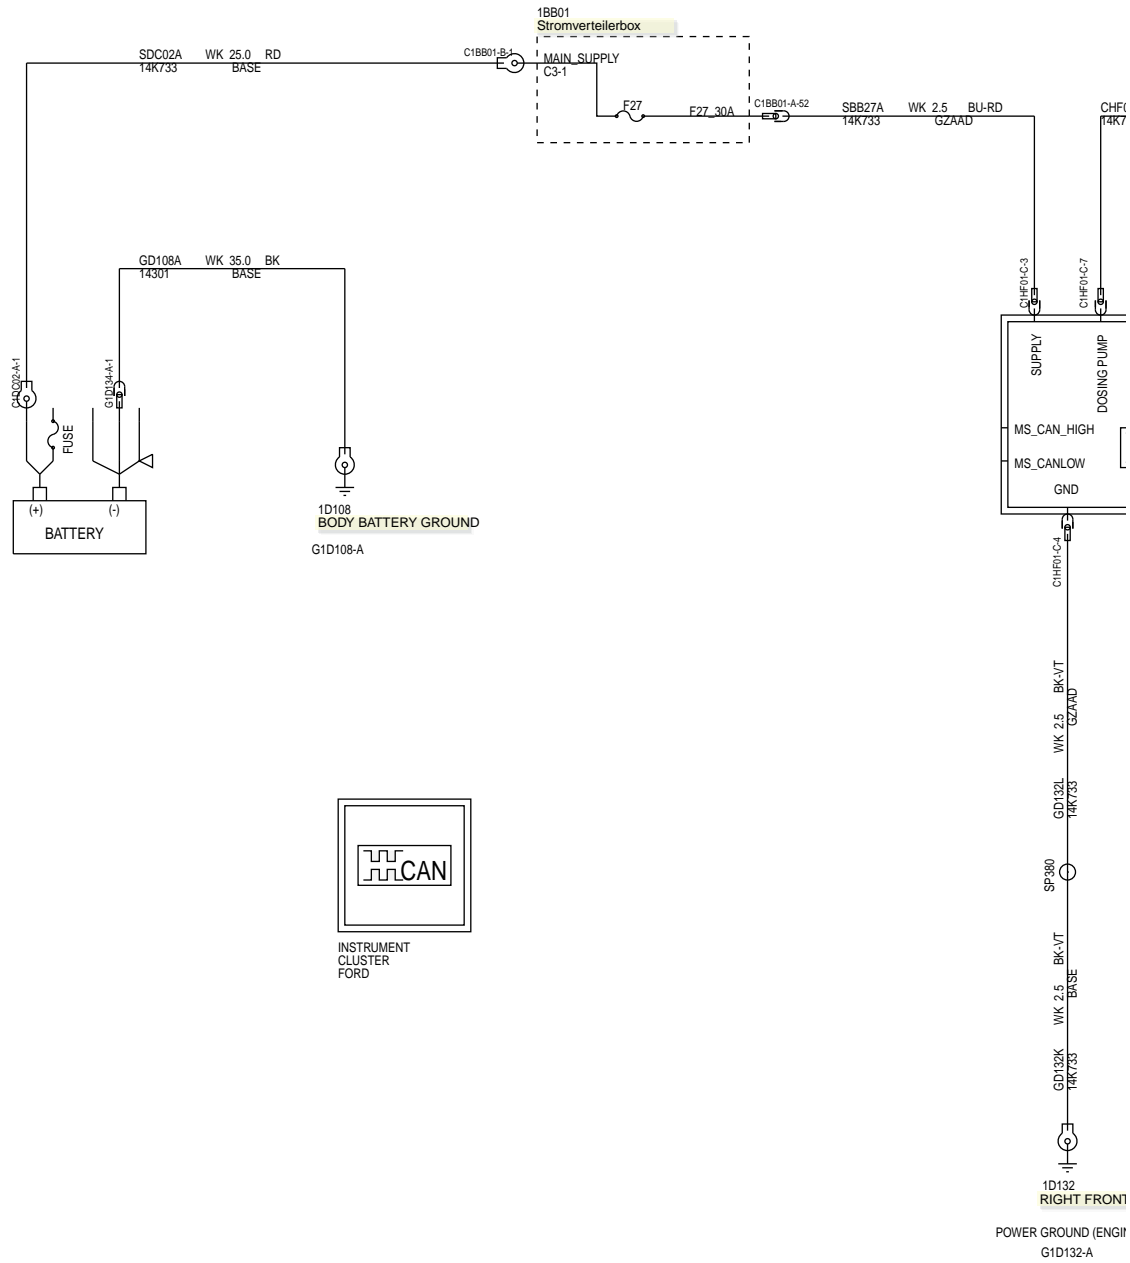 1BB01
Stromverteilerbox
SDC02A WK 25.0 RD
14K733 BASE
C1BB01-B-1
MAIN_SUPPLY
C3-1
F27
F27_30A
C1BB01-A-52
SBB27A WK 2.5 BU-RD
14K733 GZAAD
GD108A WK 35.0 BK
14301 BASE
C1HF01-C-3
C1HF01-C-7
C1DC02-A-1
G1D134-A-1
FUSE
SUPPLY
DOSING PUMP
MS_CAN_HIGH
MS_CANLOW
GND
(+)
(-)
BATTERY
1D108
BODY BATTERY GROUND
G1D108-A
C1HF01-C-4
WK 2.5 BK-VT
GZAAD
GD132L
14K733
CAN
INSTRUMENT
CLUSTER
FORD
SP380
WK 2.5 BK-VT
BASE
GD132K
14K733
1D132
RIGHT FRONT
POWER GROUND
G1D132-A